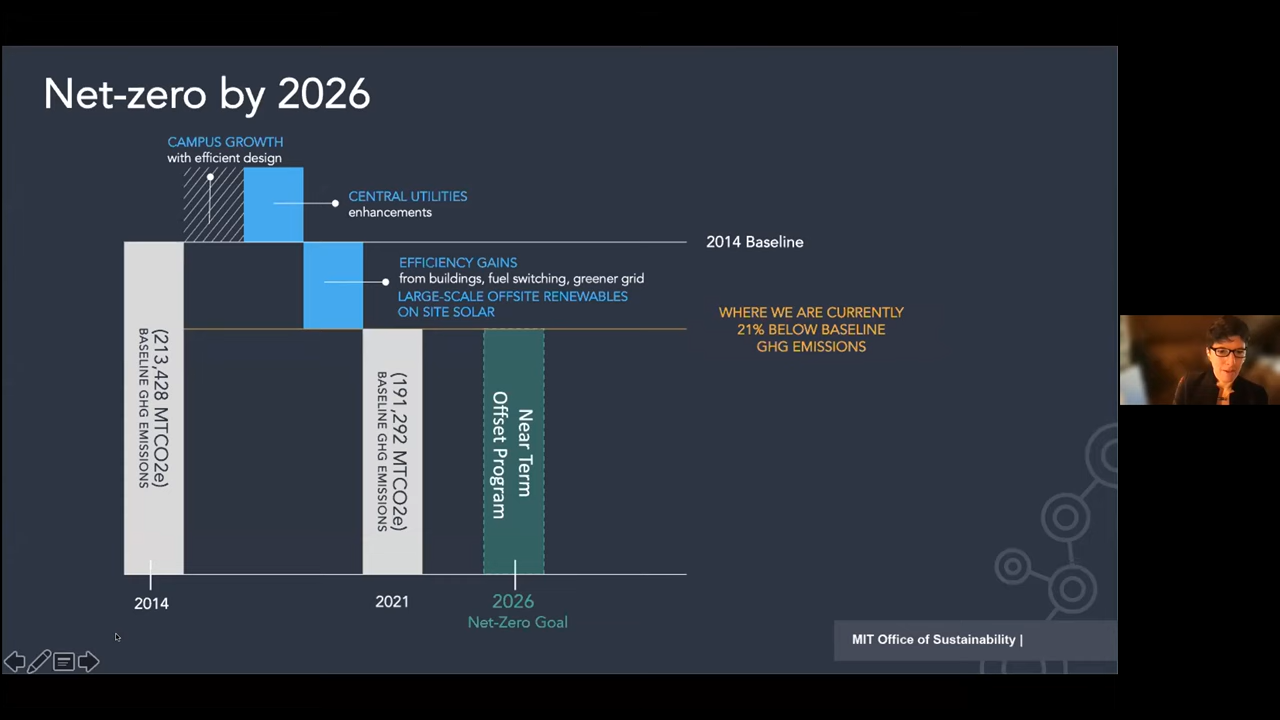 Net-zero by 2026
CAMPUS GROWTH
with efficient design
CENTRAL UTILITIES
enhancements
2014 Baseline
EFFICIENCY GAINS
from buildings, fuel switching, greener grid
LARGE-SCALE OFFSITE RENEWABLES
ON SITE SOLAR
WHERE WE ARE CURRENTLY
21% BELOW BASELINE
GHG EMISSIONS
(213,428 MTCO2e)
BASELINE GHG EMISSIONS
(191,292 MTCO2e)
BASELINE GHG EMISSIONS
Near Term
Offset Program
2014
2021
2026
Net-Zero Goal
MIT Office of Sustainability |